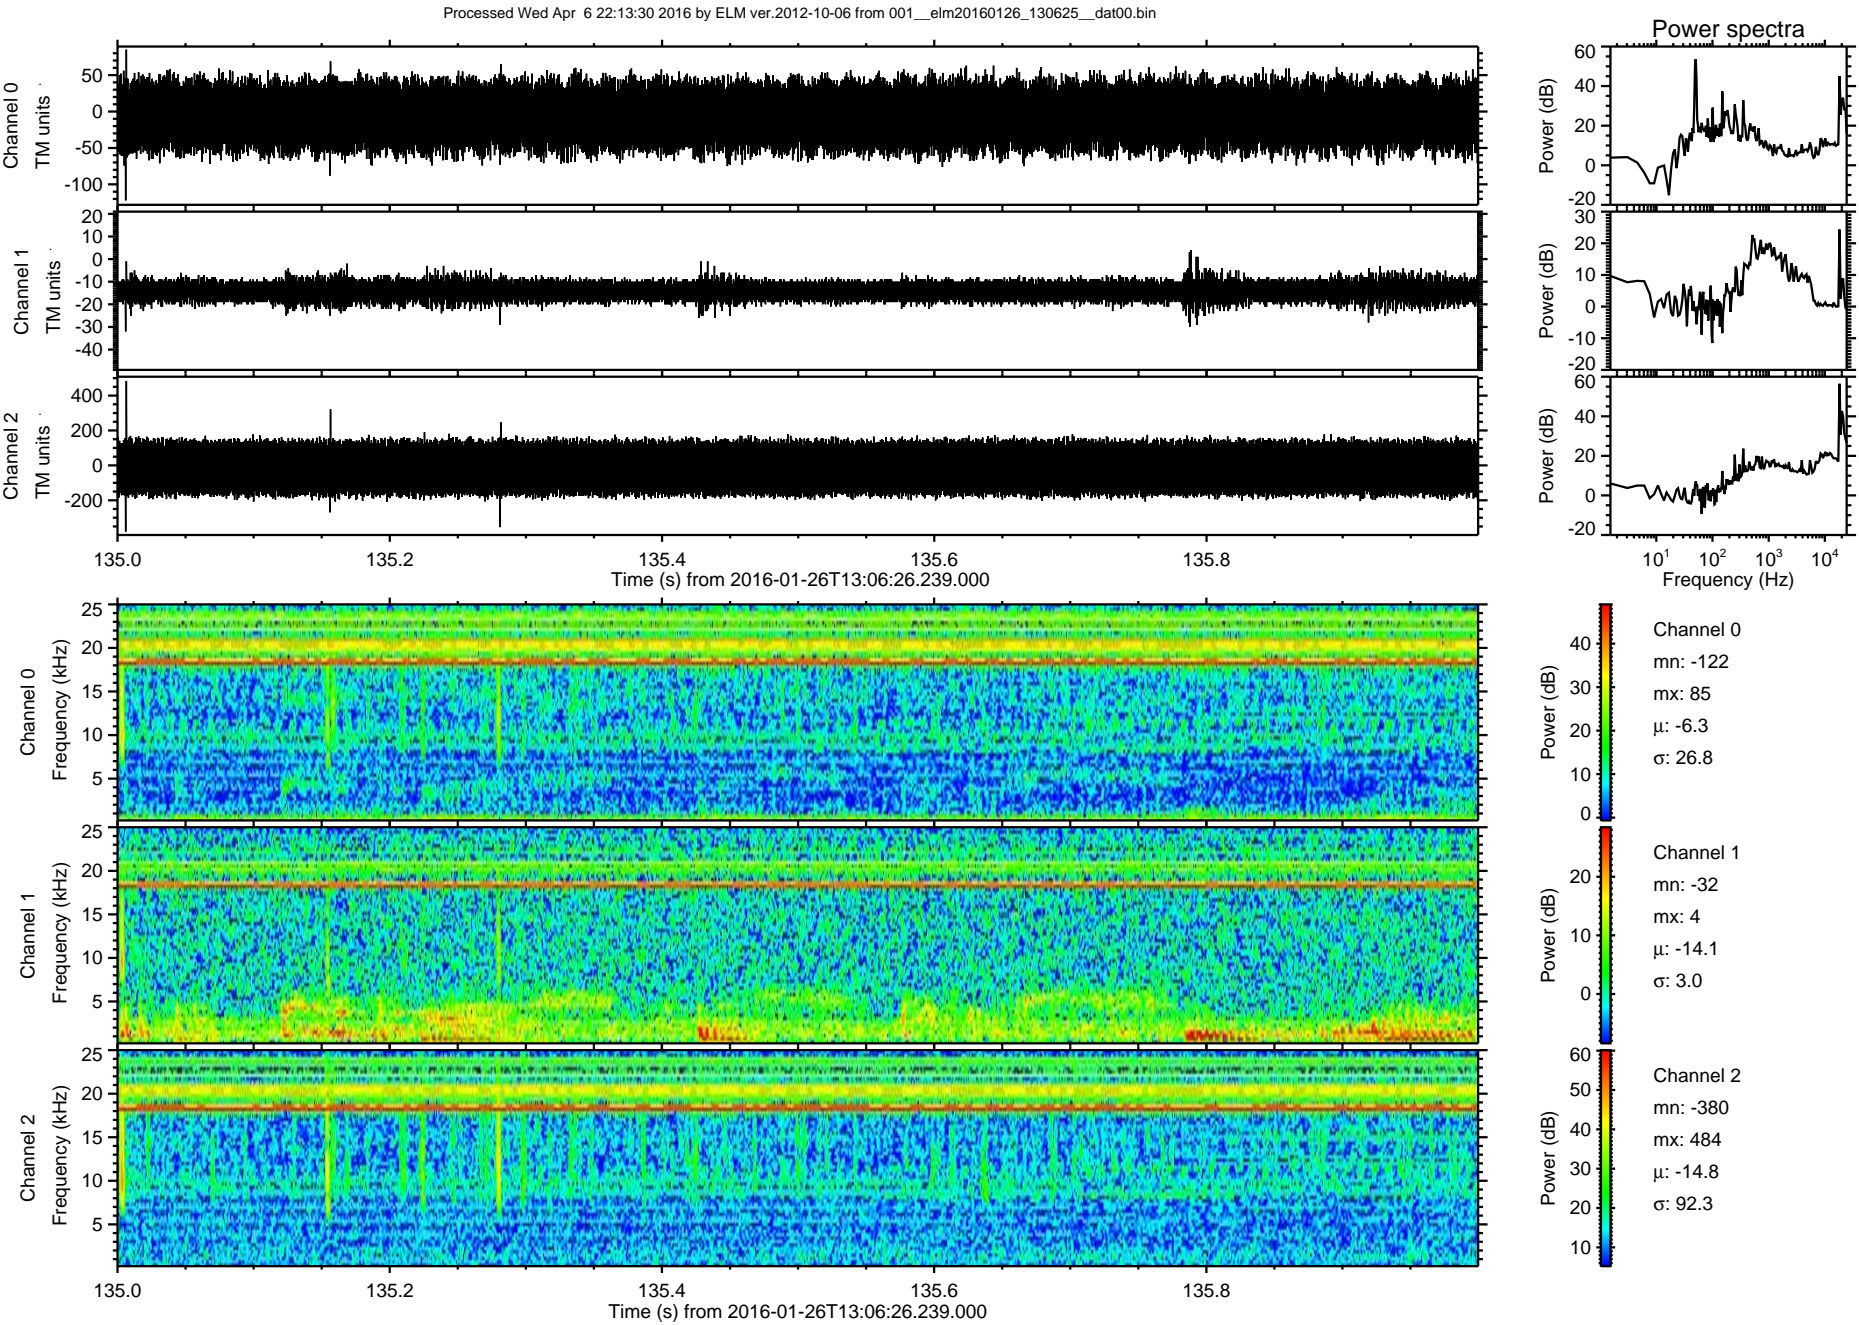 Processed Wed Apr  6 22:13:30 2016 by ELM ver.2012-10-06 from 001__elm20160126_130625__dat00.bin
Power spectra
Channel 0
TM units
50
0
-50
-100
Power (dB)
60
40
20
0
-20
Channel 1
TM units
20
10
0
-10
-20
-30
-40
Power (dB)
30
20
10
0
-10
-20
Channel 2
TM units
400
200
0
-200
Power (dB)
60
40
20
0
-20
135.0 135.2 135.4 135.6 135.8
Time (s) from 2016-01-26T13:06:26.239.000
10¹ 10² 10³ 10⁴
Frequency (Hz)
Channel 0
Frequency (kHz)
25
20
15
10
5
Power (dB)
40
30
20
10
0
Channel 0
mn: -122
mx: 85
μ: -6.3
σ: 26.8
Channel 1
Frequency (kHz)
25
20
15
10
5
Power (dB)
20
10
0
Channel 1
mn: -32
mx: 4
μ: -14.1
σ: 3.0
Channel 2
Frequency (kHz)
25
20
15
10
5
Power (dB)
60
50
40
30
20
10
Channel 2
mn: -380
mx: 484
μ: -14.8
σ: 92.3
135.0 135.2 135.4 135.6 135.8
Time (s) from 2016-01-26T13:06:26.239.000